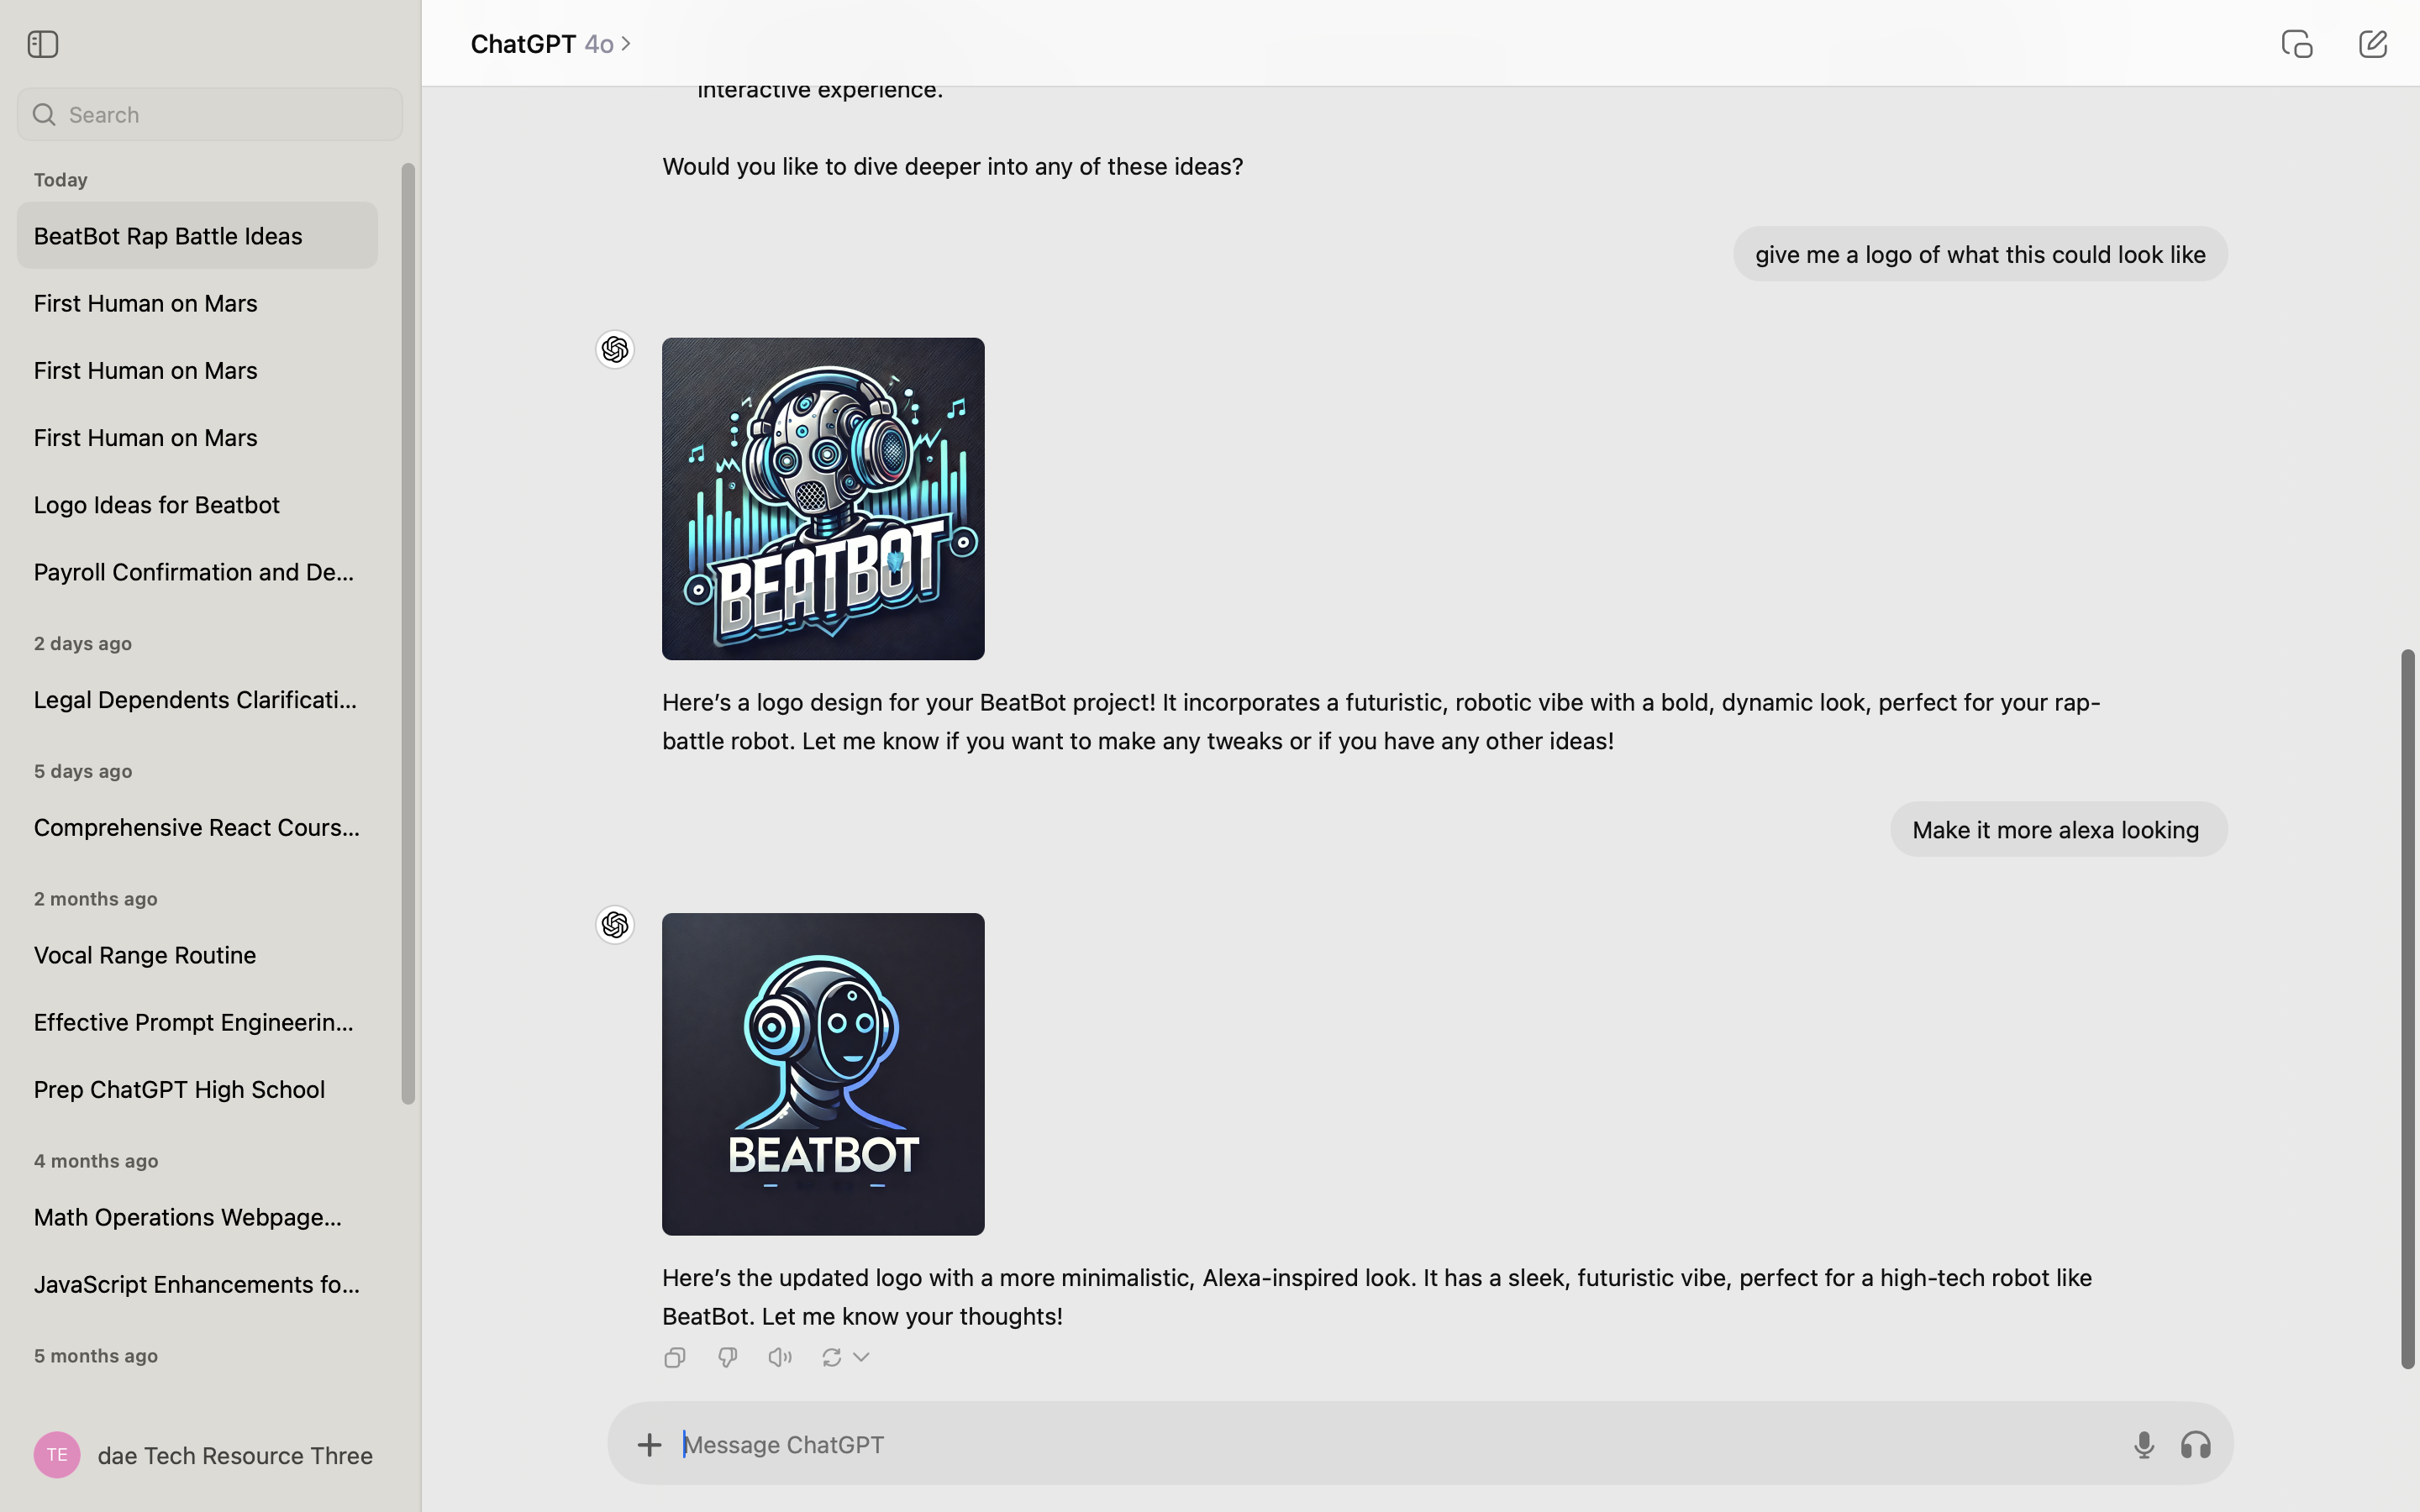 Search
Today
BeatBot Rap Battle Ideas
First Human on Mars
First Human on Mars
First Human on Mars
Logo Ideas for Beatbot
Payroll Confirmation and De...
2 days ago
Legal Dependents Clarificati...
5 days ago
Comprehensive React Cours...
2 months ago
Vocal Range Routine
Effective Prompt Engineerin...
Prep ChatGPT High School
4 months ago
Math Operations Webpage...
JavaScript Enhancements fo...
5 months ago
TE dae Tech Resource Three
ChatGPT 4o
interactive experience.
Would you like to dive deeper into any of these ideas?
give me a logo of what this could look like
BEATBOT
Here’s a logo design for your BeatBot project! It incorporates a futuristic, robotic vibe with a bold, dynamic look, perfect for your rap-
battle robot. Let me know if you want to make any tweaks or if you have any other ideas!
Make it more alexa looking
BEATBOT
Here’s the updated logo with a more minimalistic, Alexa-inspired look. It has a sleek, futuristic vibe, perfect for a high-tech robot like
BeatBot. Let me know your thoughts!
Message ChatGPT